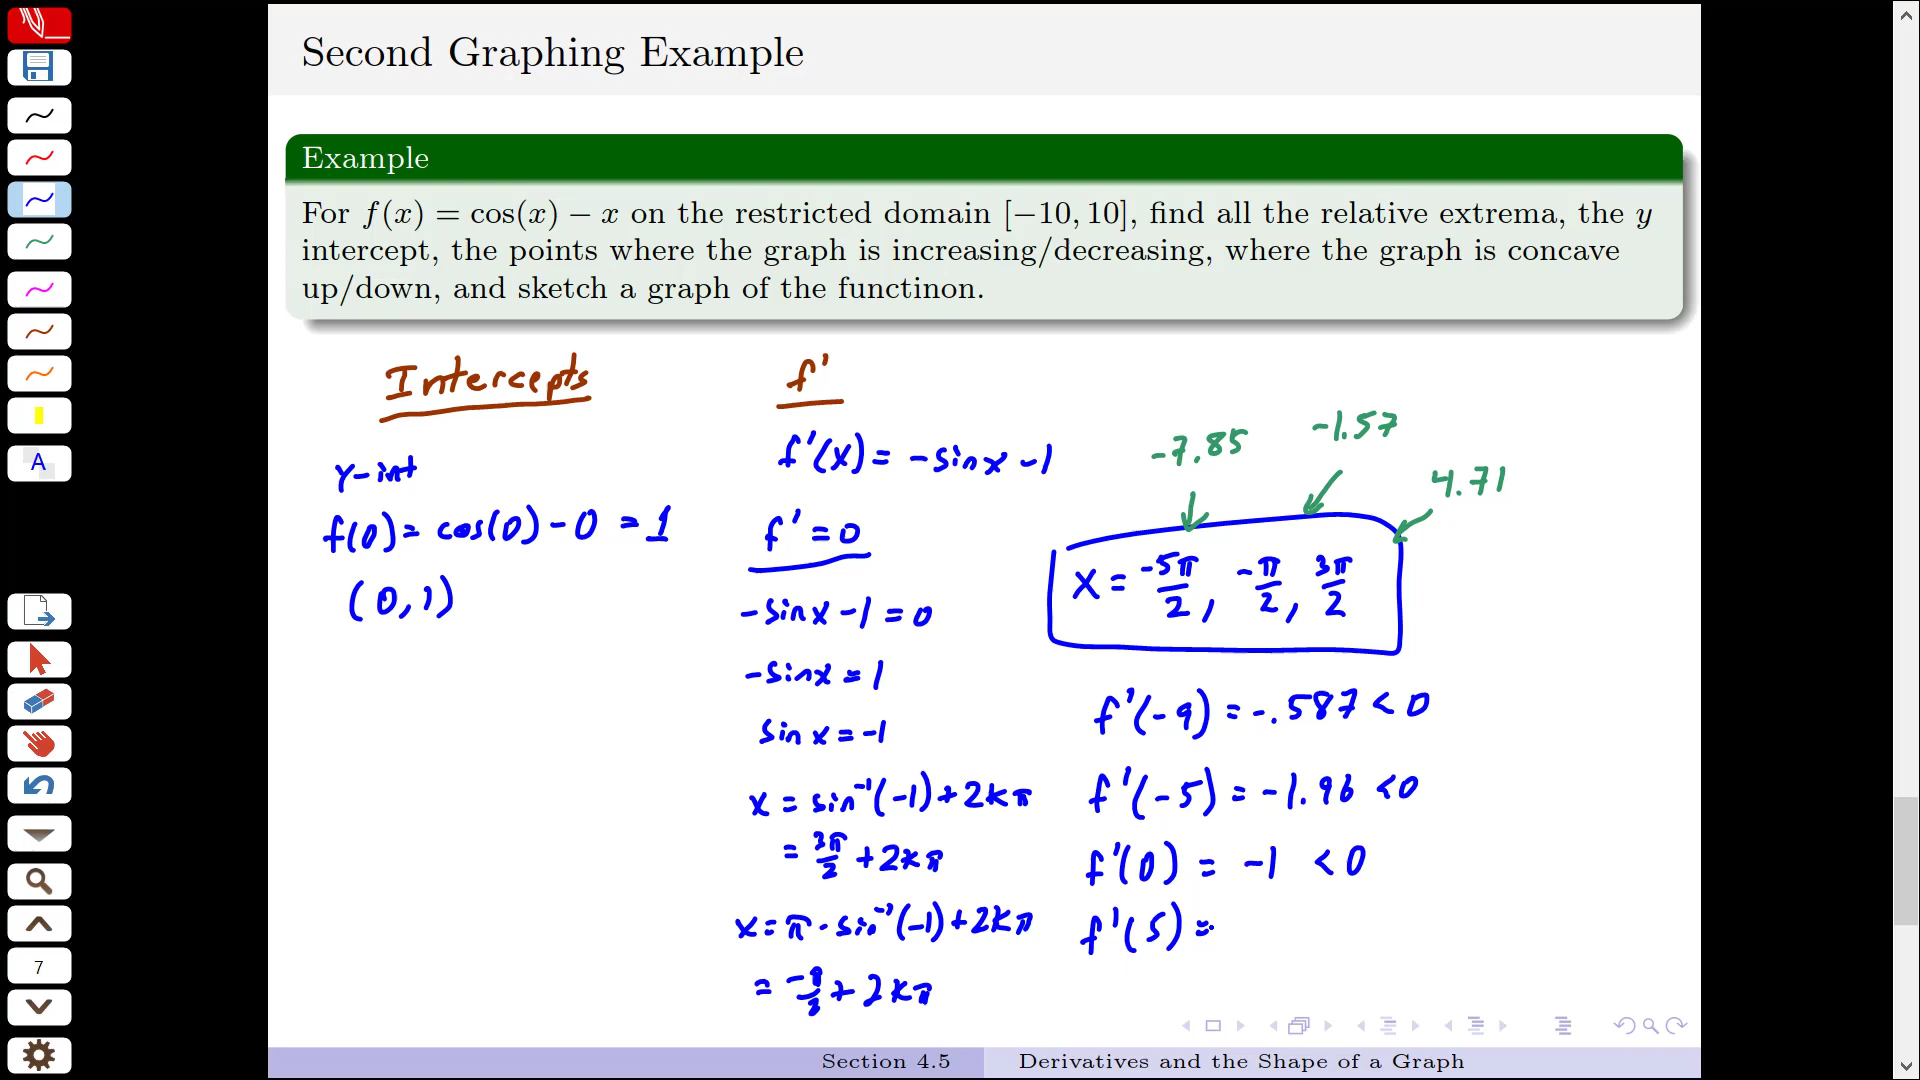 Second Graphing Example
Example
For f(x) = cos(x) − x on the restricted domain [−10, 10], find all the relative extrema, the y
intercept, the points where the graph is increasing/decreasing, where the graph is concave
up/down, and sketch a graph of the functinon.
Intercepts
y-int
f(0) = cos(0) - 0 = 1
(0,1)
f'
f'(x) = -sinx -1
f' = 0
-sinx -1 = 0
-sinx = 1
sin x = -1
x = sin⁻¹(-1) + 2kπ
= 3π/2 + 2kπ
x = π - sin⁻¹(-1) + 2kπ
= -π/2 + 2kπ
-7.85
-1.57
4.71
x = -5π/2, -π/2, 3π/2
f'(-9) = -.587 < 0
f'(-5) = -1.96 < 0
f'(0) = -1 < 0
f'(5) =
A
7
Section 4.5
Derivatives and the Shape of a Graph